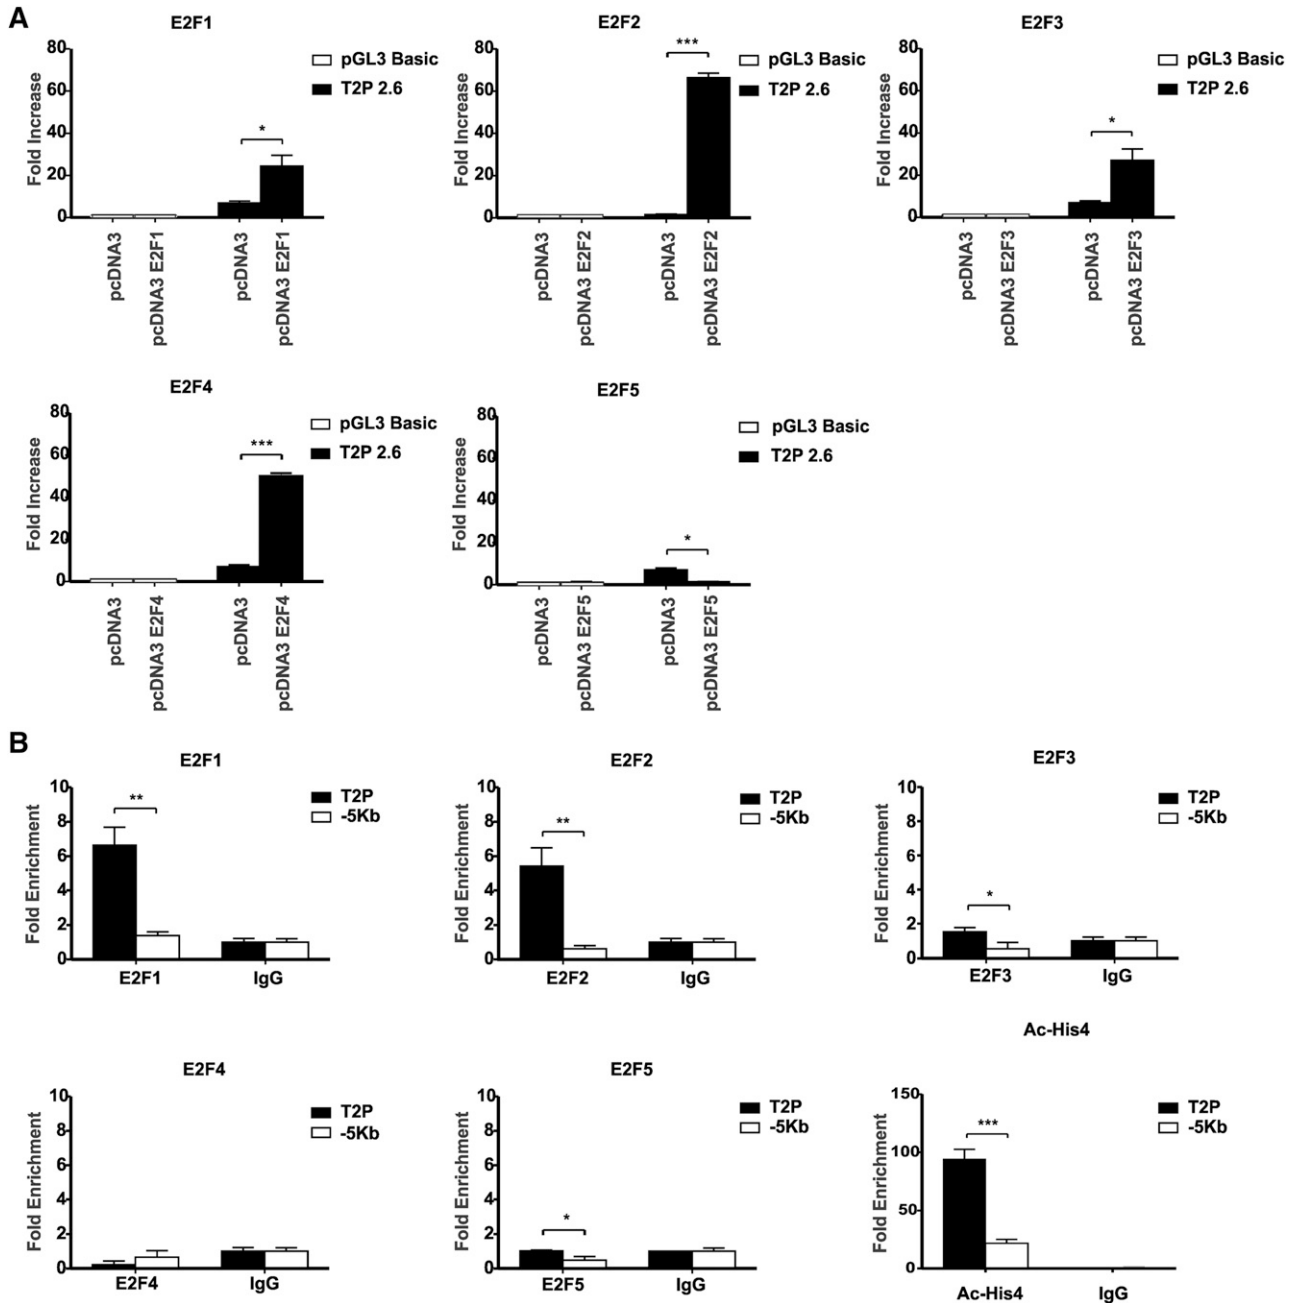 A
E2F1
Fold Increase
80
60
40
20
0
*
pGL3 Basic
T2P 2.6
pcDNA3
pcDNA3 E2F1
pcDNA3
pcDNA3 E2F1
E2F2
Fold Increase
80
60
40
20
0
***
pGL3 Basic
T2P 2.6
pcDNA3
pcDNA3 E2F2
pcDNA3
pcDNA3 E2F2
E2F3
Fold Increase
80
60
40
20
0
*
pGL3 Basic
T2P 2.6
pcDNA3
pcDNA3 E2F3
pcDNA3
pcDNA3 E2F3
E2F4
Fold Increase
80
60
40
20
0
***
pGL3 Basic
T2P 2.6
pcDNA3
pcDNA3 E2F4
pcDNA3
pcDNA3 E2F4
E2F5
Fold Increase
80
60
40
20
0
*
pGL3 Basic
T2P 2.6
pcDNA3
pcDNA3 E2F5
pcDNA3
pcDNA3 E2F5
B
E2F1
Fold Enrichment
10
8
6
4
2
0
**
T2P
-5Kb
E2F1 IgG
E2F2
Fold Enrichment
10
8
6
4
2
0
**
T2P
-5Kb
E2F2 IgG
E2F3
Fold Enrichment
10
8
6
4
2
0
*
T2P
-5Kb
E2F3 IgG
E2F4
Fold Enrichment
10
8
6
4
2
0
T2P
-5Kb
E2F4 IgG
E2F5
Fold Enrichment
10
8
6
4
2
0
*
T2P
-5Kb
E2F5 IgG
Ac-His4
Fold Enrichment
150
100
50
0
***
T2P
-5Kb
Ac-His4 IgG